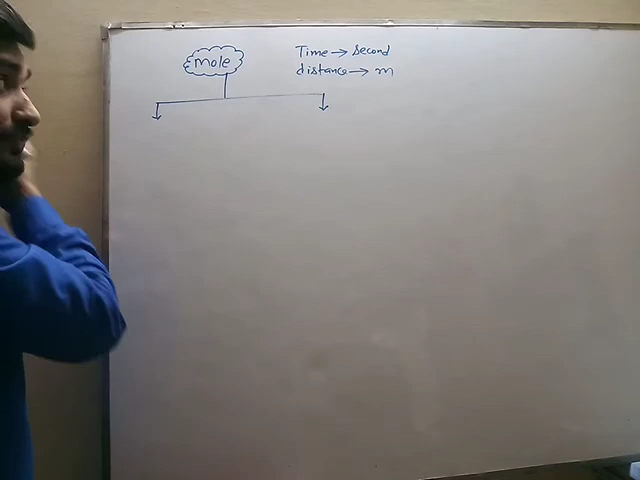 mole
Time → second
distance → m